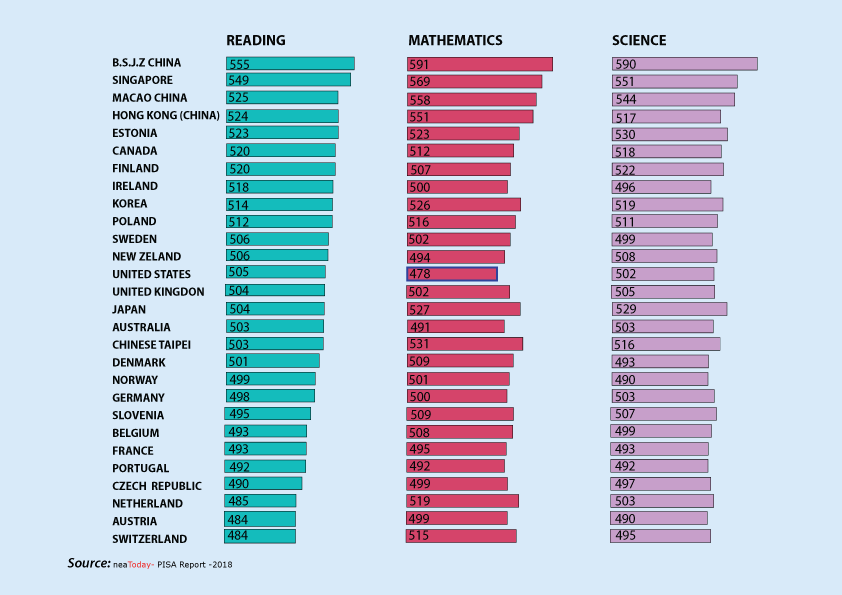 READING MATHEMATICS SCIENCE
B.S.J.Z CHINA 555 591 590
SINGAPORE 549 569 551
MACAO CHINA 525 558 544
HONG KONG (CHINA) 524 551 517
ESTONIA 523 523 530
CANADA 520 512 518
FINLAND 520 507 522
IRELAND 518 500 496
KOREA 514 526 519
POLAND 512 516 511
SWEDEN 506 502 499
NEW ZELAND 506 494 508
UNITED STATES 505 478 502
UNITED KINGDON 504 502 505
JAPAN 504 527 529
AUSTRALIA 503 491 503
CHINESE TAIPEI 503 531 516
DENMARK 501 509 493
NORWAY 499 501 490
GERMANY 498 500 503
SLOVENIA 495 509 507
BELGIUM 493 508 499
FRANCE 493 495 493
PORTUGAL 492 492 492
CZECH REPUBLIC 490 499 497
NETHERLAND 485 519 503
AUSTRIA 484 499 490
SWITZERLAND 484 515 495
Source: neaToday- PISA Report -2018